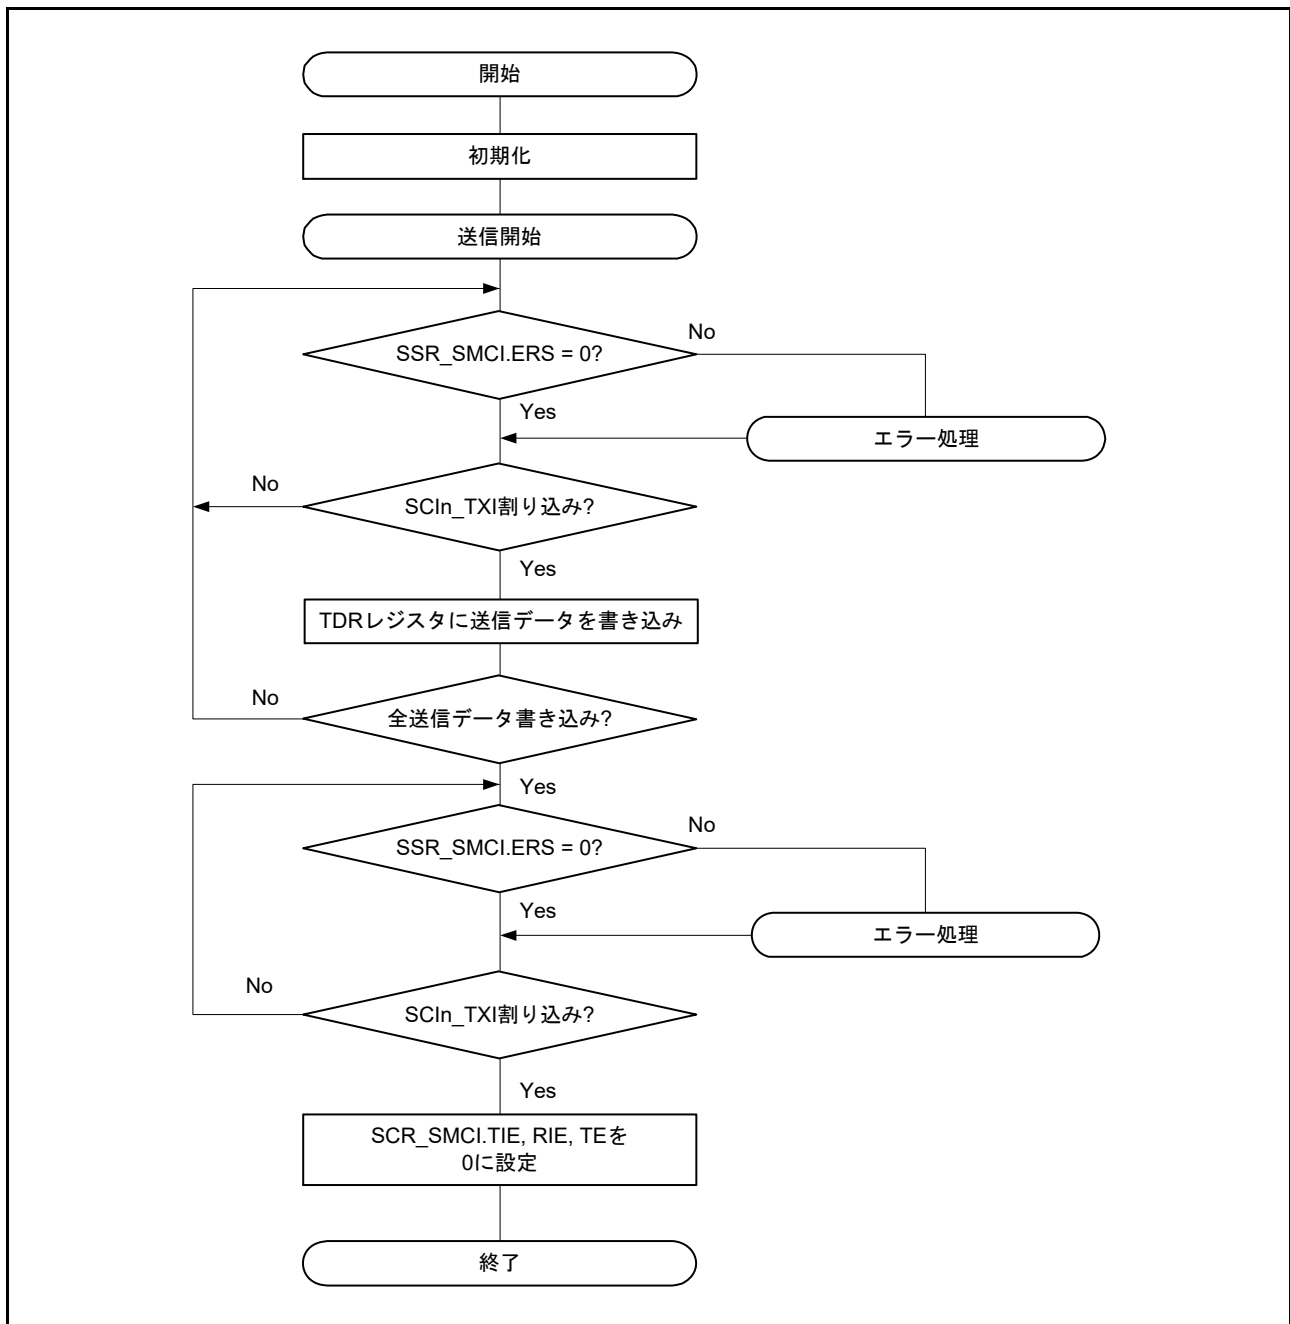 開始
初期化
送信開始
SSR_SMCI.ERS = 0?
No
Yes
エラー処理
No
SCIn_TXI割り込み?
Yes
TDRレジスタに送信データを書き込み
No
全送信データ書き込み?
Yes
SSR_SMCI.ERS = 0?
No
Yes
エラー処理
No
SCIn_TXI割り込み?
Yes
SCR_SMCI.TIE, RIE, TEを
0に設定
終了